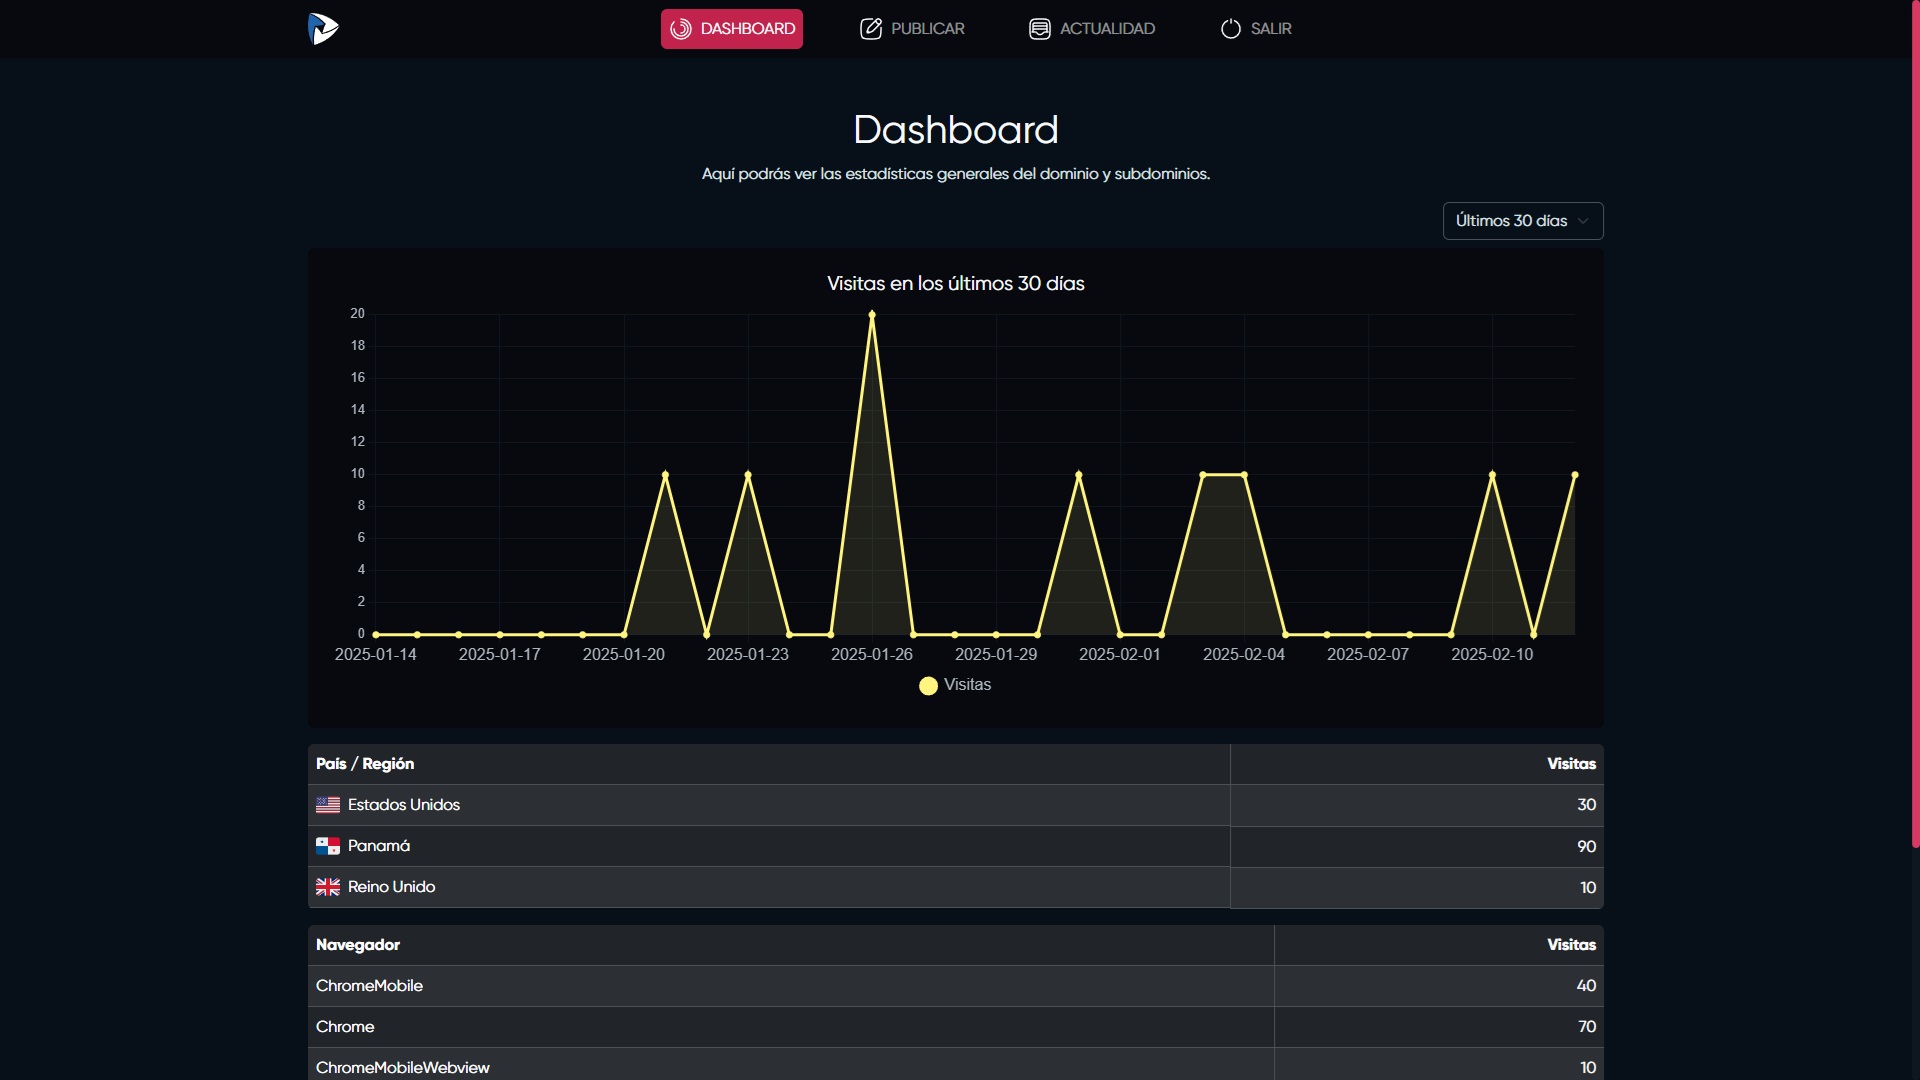 DASHBOARD
PUBLICAR
ACTUALIDAD
SALIR
Dashboard
Aquí podrás ver las estadísticas generales del dominio y subdominios.
Últimos 30 días
Visitas en los últimos 30 días
20
18
16
14
12
10
8
6
4
2
0
2025-01-14 2025-01-17 2025-01-20 2025-01-23 2025-01-26 2025-01-29 2025-02-01 2025-02-04 2025-02-07 2025-02-10
Visitas
País / Región Visitas
Estados Unidos 30
Panamá 90
Reino Unido 10
Navegador Visitas
ChromeMobile 40
Chrome 70
ChromeMobileWebview 10